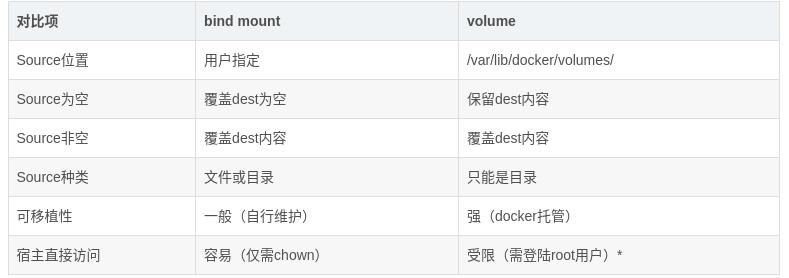 对比项 bind mount volume
Source位置 用户指定 /var/lib/docker/volumes/
Source为空 覆盖dest为空 保留dest内容
Source非空 覆盖dest内容 覆盖dest内容
Source种类 文件或目录 只能是目录
可移植性 一般（自行维护） 强（docker托管）
宿主直接访问 容易（仅需chown） 受限（需登陆root用户）*